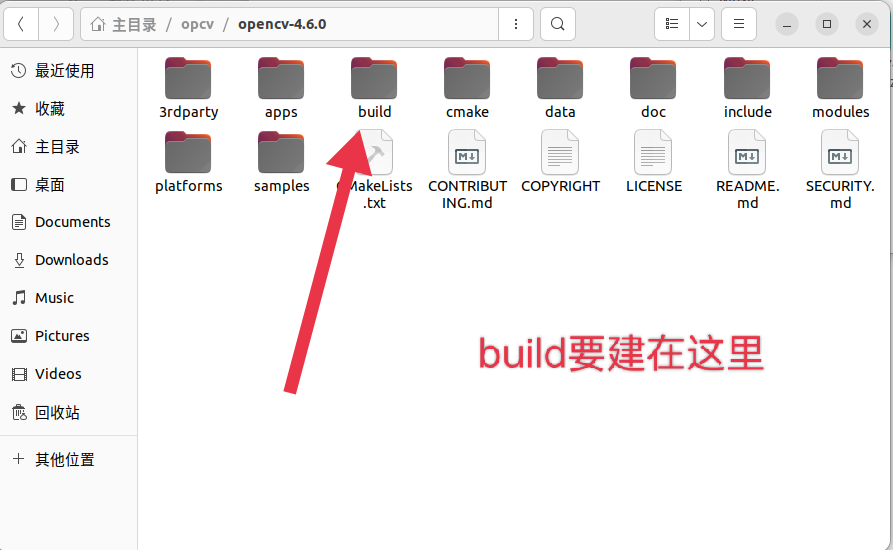 主目录 / opcv / opencv-4.6.0
最近使用
收藏
主目录
桌面
Documents
Downloads
Music
Pictures
Videos
回收站
其他位置
3rdparty
apps
build
cmake
data
doc
include
modules
platforms
samples
CMakeLists
.txt
CONTRIBUT
ING.md
COPYRIGHT
LICENSE
README.
md
SECURITY.
md
build要建在这里